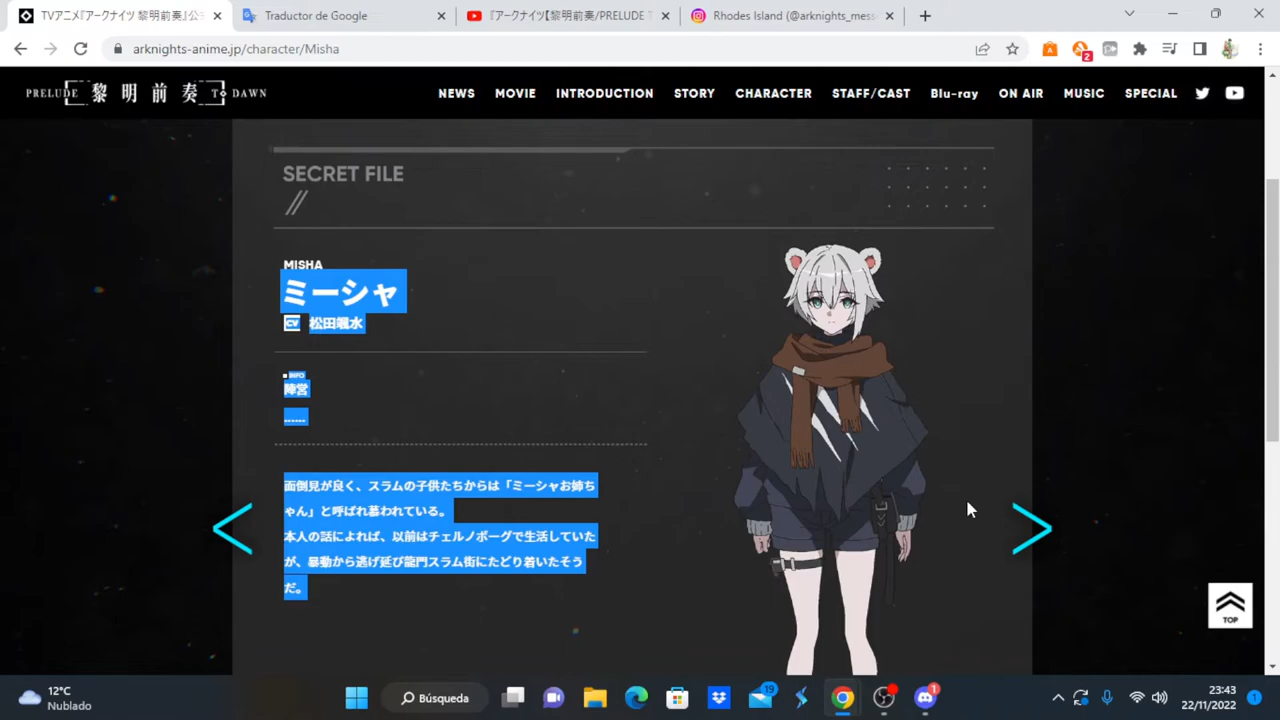 TVアニメ『アークナイツ 黎明前奏』公
Traductor de Google
『アークナイツ【黎明前奏/PRELUDE T
Rhodes Island (@arknights_mess
arknights-anime.jp/character/Misha
2
PRELUDE 黎明前奏 TO DAWN
NEWS MOVIE INTRODUCTION STORY CHARACTER STAFF/CAST Blu-ray ON AIR MUSIC SPECIAL
SECRET FILE
//
MISHA
ミーシャ
CV 松田颯水
INFO
陣営
......
面倒見が良く、スラムの子供たちからは「ミーシャお姉ち
ゃん」と呼ばれ慕われている。
本人の話によれば、以前はチェルノボーグで生活していた
が、暴動から逃げ延び龍門スラム街にたどり着いたそう
だ。
TOP
12°C
Nublado
Búsqueda
19
1
23:43
22/11/2022
1